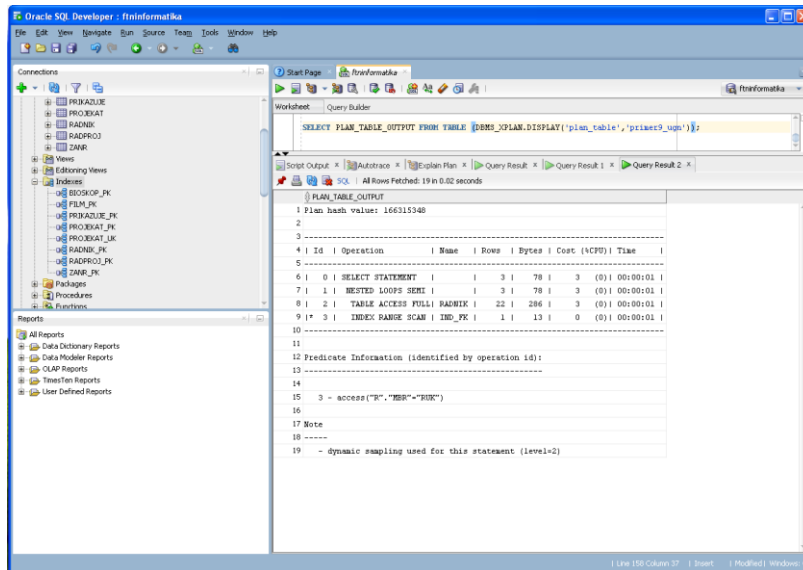 Oracle SQL Developer : ftninformatika
File Edit View Navigate Run Source Team Tools Window Help
Connections
PRIKAZUJE
PROJEKAT
RADNIK
RADPROJ
ZANR
Views
Editioning Views
Indexes
BIOSKOP_PK
FILM_PK
PRIKAZUJE_PK
PROJEKAT_PK
PROJEKAT_UK
RADNIK_PK
RADPROJ_PK
ZANR_PK
Packages
Procedures
Functions
Reports
All Reports
Data Dictionary Reports
Data Modeler Reports
OLAP Reports
TimesTen Reports
User Defined Reports
Start Page ftninformatika
ftninformatika
Worksheet Query Builder
SELECT PLAN_TABLE_OUTPUT FROM TABLE (DBMS_XPLAN.DISPLAY('plan_table','primer9_ugn'));
Script Output Autotrace Explain Plan Query Result Query Result 1 Query Result 2
SQL | All Rows Fetched: 19 in 0.02 seconds
PLAN_TABLE_OUTPUT
1 Plan hash value: 166315348
2
3 ------------------------------------------------------------------------------
4 | Id | Operation | Name | Rows | Bytes | Cost (%CPU)| Time |
5 ------------------------------------------------------------------------------
6 | 0 | SELECT STATEMENT | | 3 | 78 | 3 (0)| 00:00:01 |
7 | 1 | NESTED LOOPS SEMI | | 3 | 78 | 3 (0)| 00:00:01 |
8 | 2 | TABLE ACCESS FULL| RADNIK | 22 | 286 | 3 (0)| 00:00:01 |
9 |* 3 | INDEX RANGE SCAN | IND_FK | 1 | 13 | 0 (0)| 00:00:01 |
10 ------------------------------------------------------------------------------
11
12 Predicate Information (identified by operation id):
13 ---------------------------------------------------
14
15 3 - access("R"."MBR"="RUK")
16
17 Note
18 -----
19 - dynamic sampling used for this statement (level=2)
| Line 158 Column 37 | Insert | Modified | Windows: